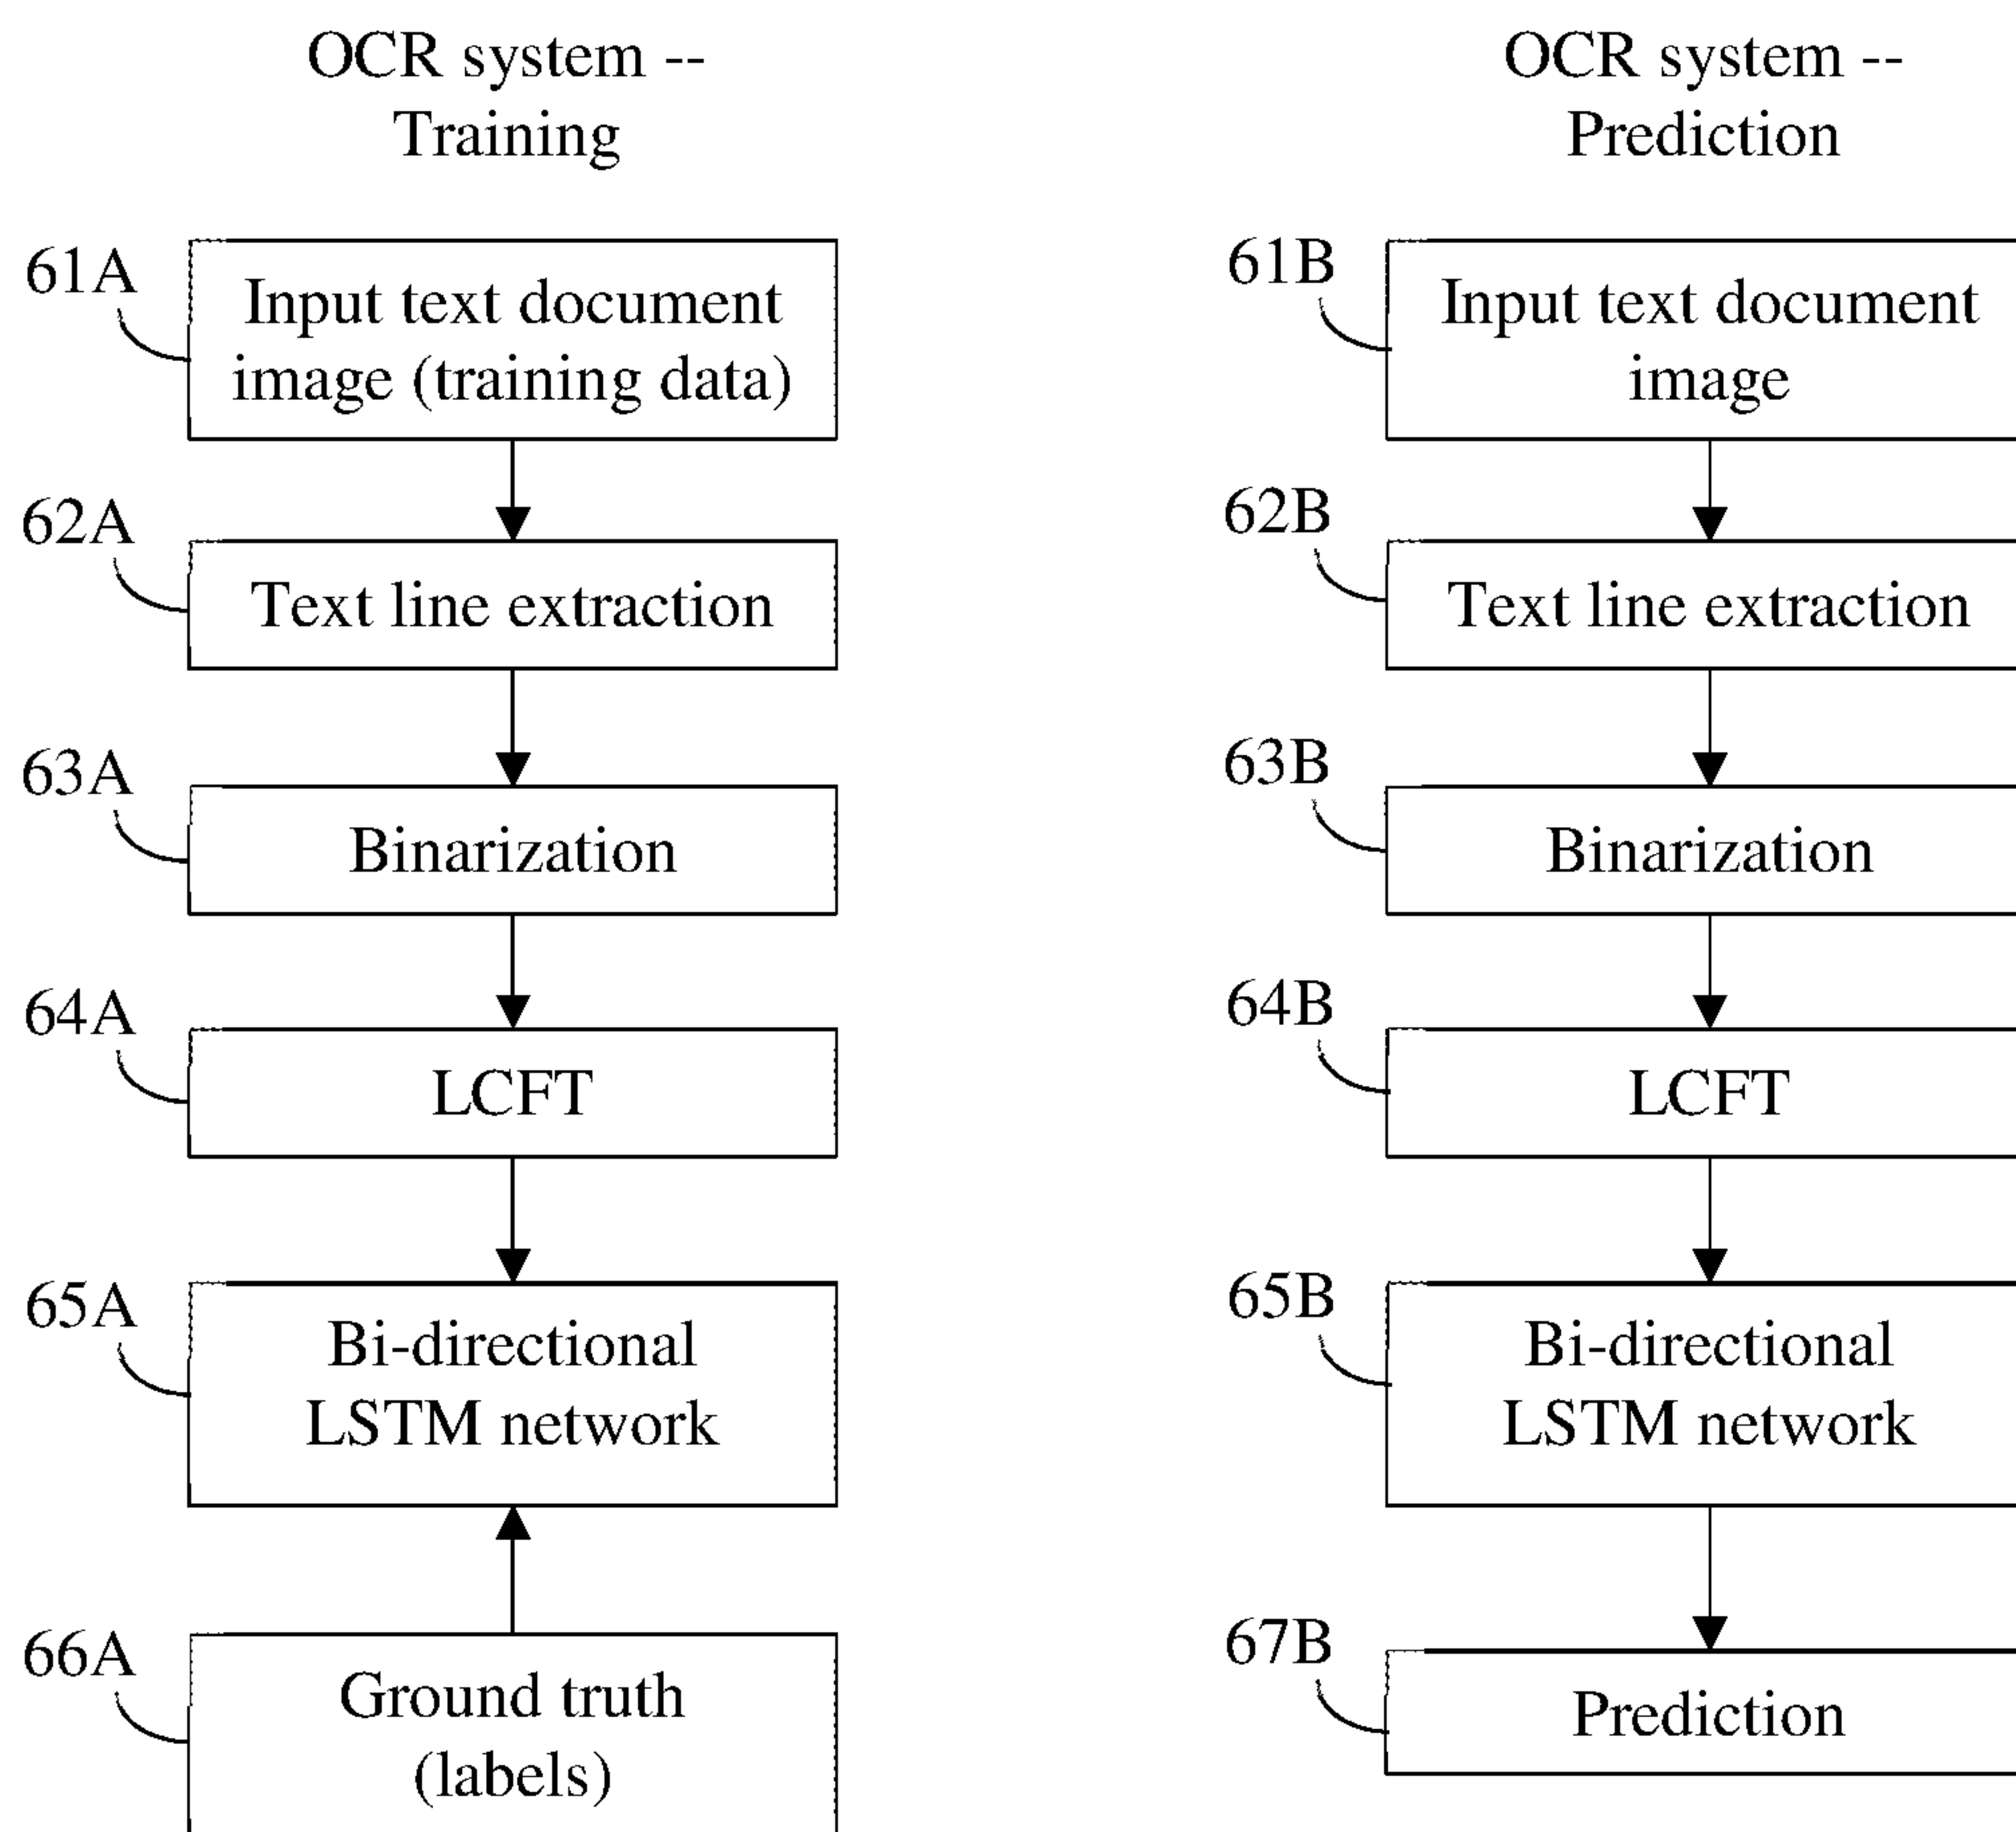 OCR system --
Training
61A
Input text document
image (training data)
62A
Text line extraction
63A
Binarization
64A
LCFT
65A
Bi-directional
LSTM network
66A
Ground truth
(labels)
OCR system --
Prediction
61B
Input text document
image
62B
Text line extraction
63B
Binarization
64B
LCFT
65B
Bi-directional
LSTM network
67B
Prediction